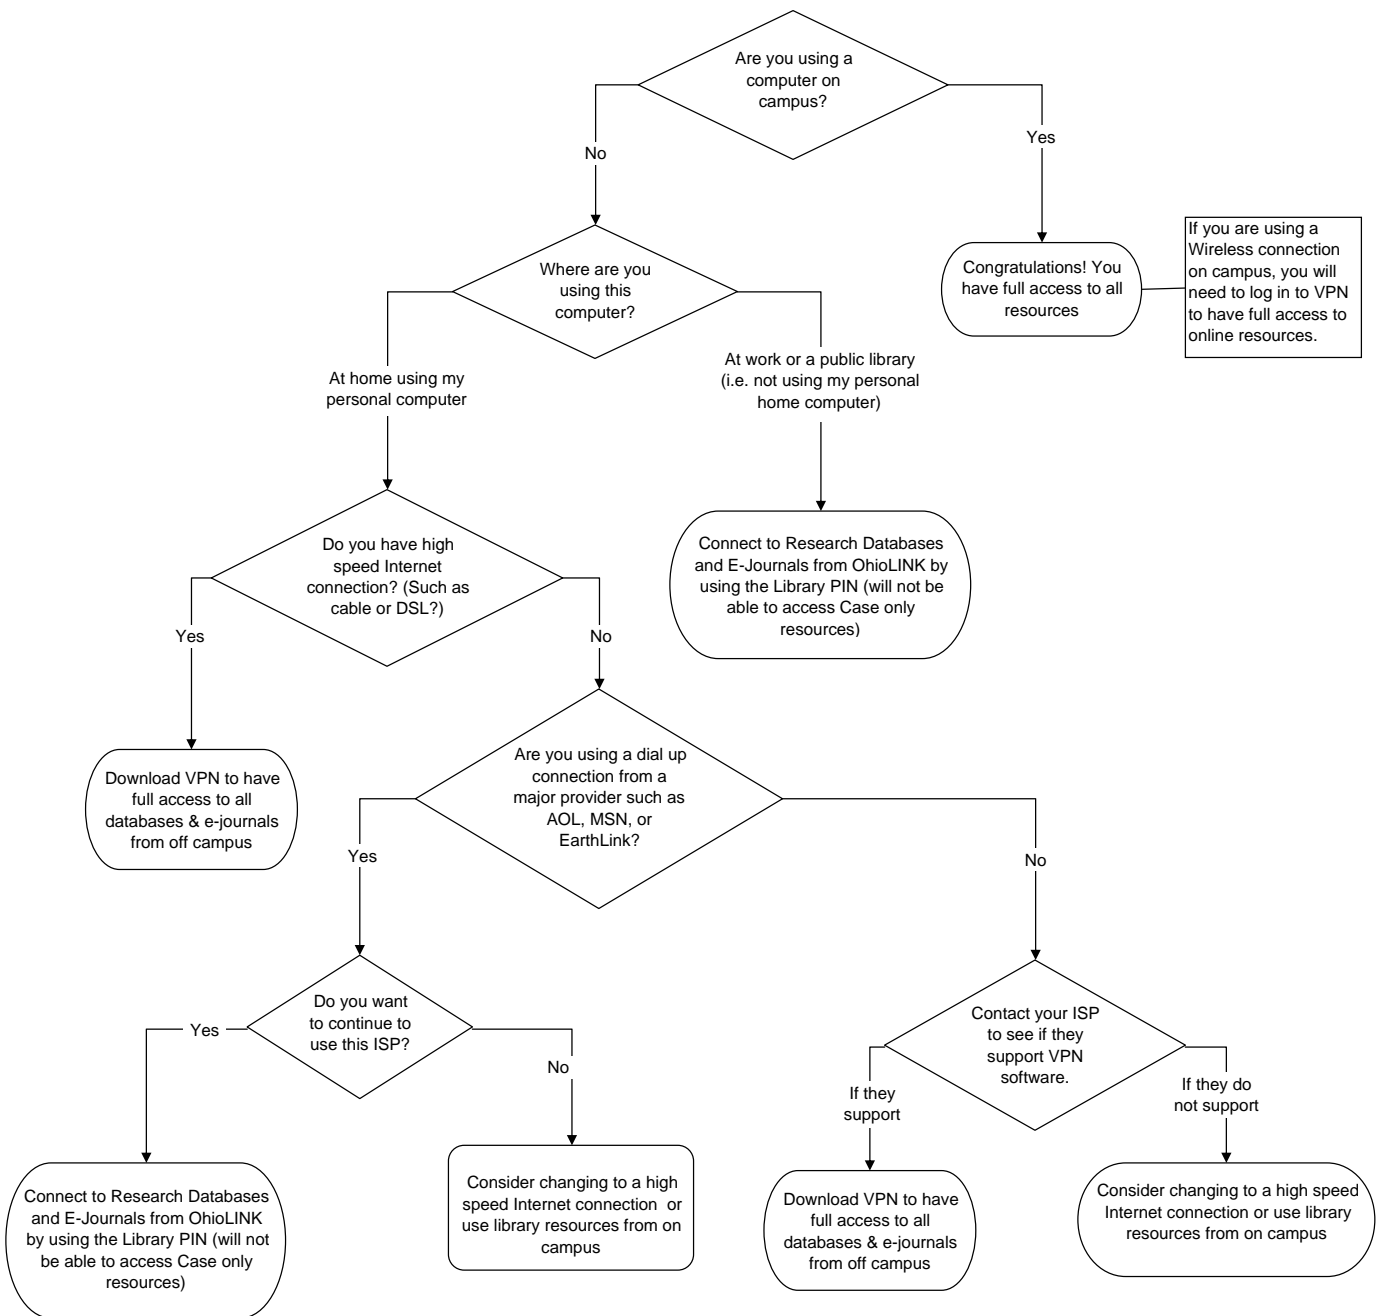 Are you using a
computer on
campus?
No
Yes
If you are using a
Wireless connection
on campus, you will
need to log in to VPN
to have full access to
online resources.
Congratulations! You
have full access to all
resources
Where are you
using this
computer?
At home using my
personal computer
At work or a public library
(i.e. not using my personal
home computer)
Do you have high
speed Internet
connection? (Such as
cable or DSL?)
Connect to Research Databases
and E-Journals from OhioLINK by
using the Library PIN (will not be
able to access Case only
resources)
Yes
No
Download VPN to have
full access to all
databases & e-journals
from off campus
Are you using a dial up
connection from a
major provider such as
AOL, MSN, or
EarthLink?
Yes
No
Do you want
to continue to
use this ISP?
Yes
No
Contact your ISP
to see if they
support VPN
software.
If they
support
If they do
not support
Connect to Research Databases
and E-Journals from OhioLINK
by using the Library PIN (will not
be able to access Case only
resources)
Consider changing to a high
speed Internet connection or
use library resources from on
campus
Download VPN to have
full access to all
databases & e-journals
from off campus
Consider changing to a high speed
Internet connection or use library
resources from on campus